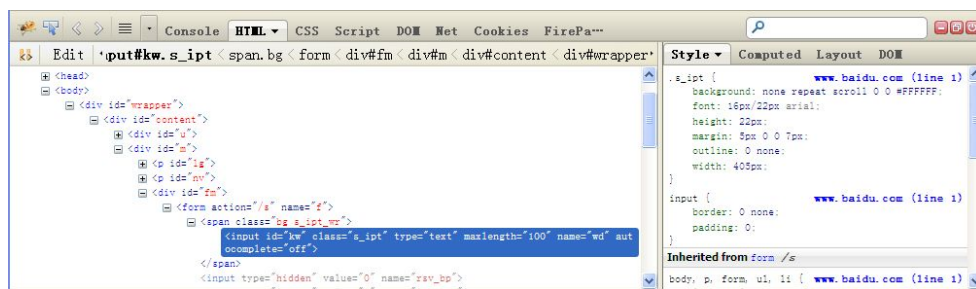 Console HTML CSS Script DOM Net Cookies FirePa…
Edit put#kw.s_ipt < span.bg < form < div#fm < div#m < div#content < div#wrapper
<head>
<body>
<div id="wrapper">
<div id="content">
<div id="u">
<div id="m">
<p id="lg">
<p id="nv">
<div id="fm">
<form action="/s" name="f">
<span class="bg s_ipt_wr">
<input id="kw" class="s_ipt" type="text" maxlength="100" name="wd" aut
ocomplete="off">
</span>
<input type="hidden" value="0" name="rsv_bp">
Style Computed Layout DOM
.s_ipt { www.baidu.com (line 1)
background: none repeat scroll 0 0 #FFFFFF;
font: 16px/22px arial;
height: 22px;
margin: 5px 0 0 7px;
outline: 0 none;
width: 405px;
}
input { www.baidu.com (line 1)
border: 0 none;
padding: 0;
}
Inherited from form /s
body, p, form, ul, li { www.baidu.com (line 1)